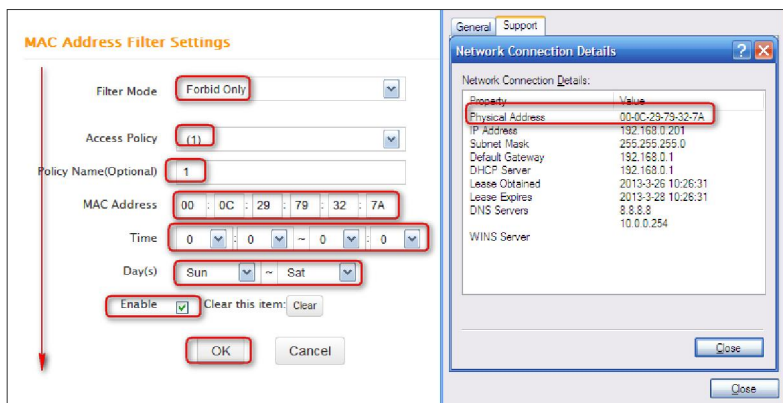 MAC Address Filter Settings
Filter Mode Forbid Only
Access Policy (1)
Policy Name(Optional) 1
MAC Address 00 : 0C : 29 : 79 : 32 : 7A
Time 0 : 0 ~ 0 : 0
Day(s) Sun ~ Sat
Enable Clear this item: Clear
OK Cancel
General Support
Network Connection Details
Network Connection Details:
Property Value
Physical Address 00-0C-29-79-32-7A
IP Address 192.168.0.201
Subnet Mask 255.255.255.0
Default Gateway 192.168.0.1
DHCP Server 192.168.0.1
Lease Obtained 2013-3-26 10:26:31
Lease Expires 2013-3-28 10:26:31
DNS Servers 8.8.8.8
10.0.0.254
WINS Server
Close
Close